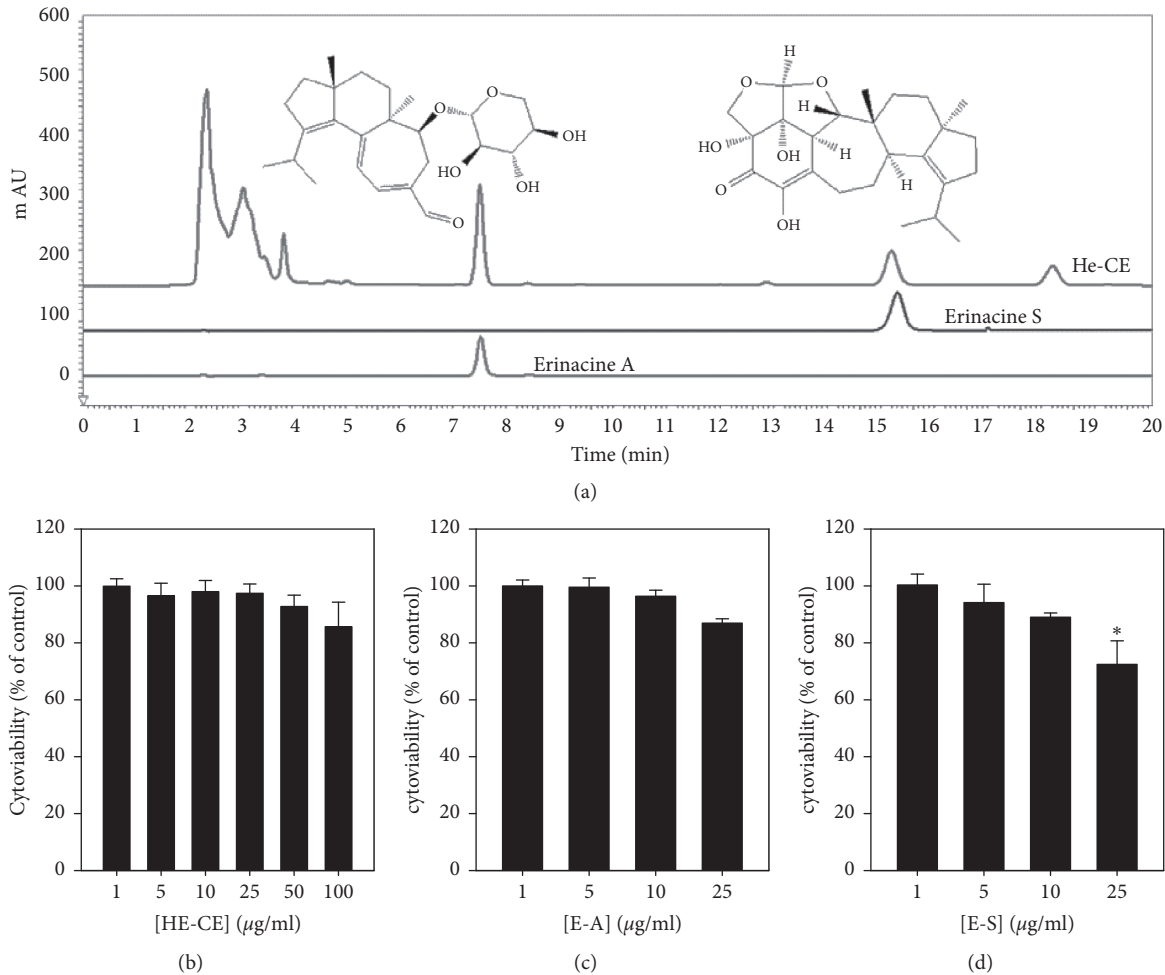 600
500
400
300
200
100
0
m AU
O
O
OH
HO
OH
OH
O
H
O
O
H
HO
OH
H
O
OH
H
He-CE
Erinacine S
Erinacine A
0 1 2 3 4 5 6 7 8 9 10 11 12 13 14 15 16 17 18 19 20
Time (min)
(a)
120
100
80
60
40
20
0
Cytoviability (% of control)
1 5 10 25 50 100
[HE-CE] (μg/ml)
(b)
120
100
80
60
40
20
0
cytoviability (% of control)
1 5 10 25
[E-A] (μg/ml)
(c)
120
100
80
60
40
20
0
cytoviability (% of control)
*
1 5 10 25
[E-S] (μg/ml)
(d)